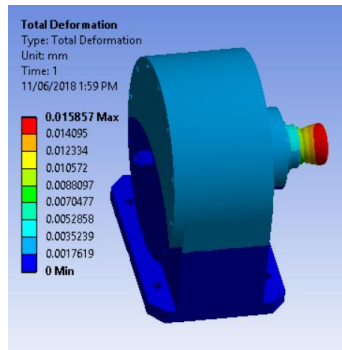 Total Deformation
Type: Total Deformation
Unit: mm
Time: 1
11/06/2018 1:59 PM
0.015857 Max
0.014095
0.012334
0.010572
0.0088097
0.0070477
0.0052858
0.0035239
0.0017619
0 Min